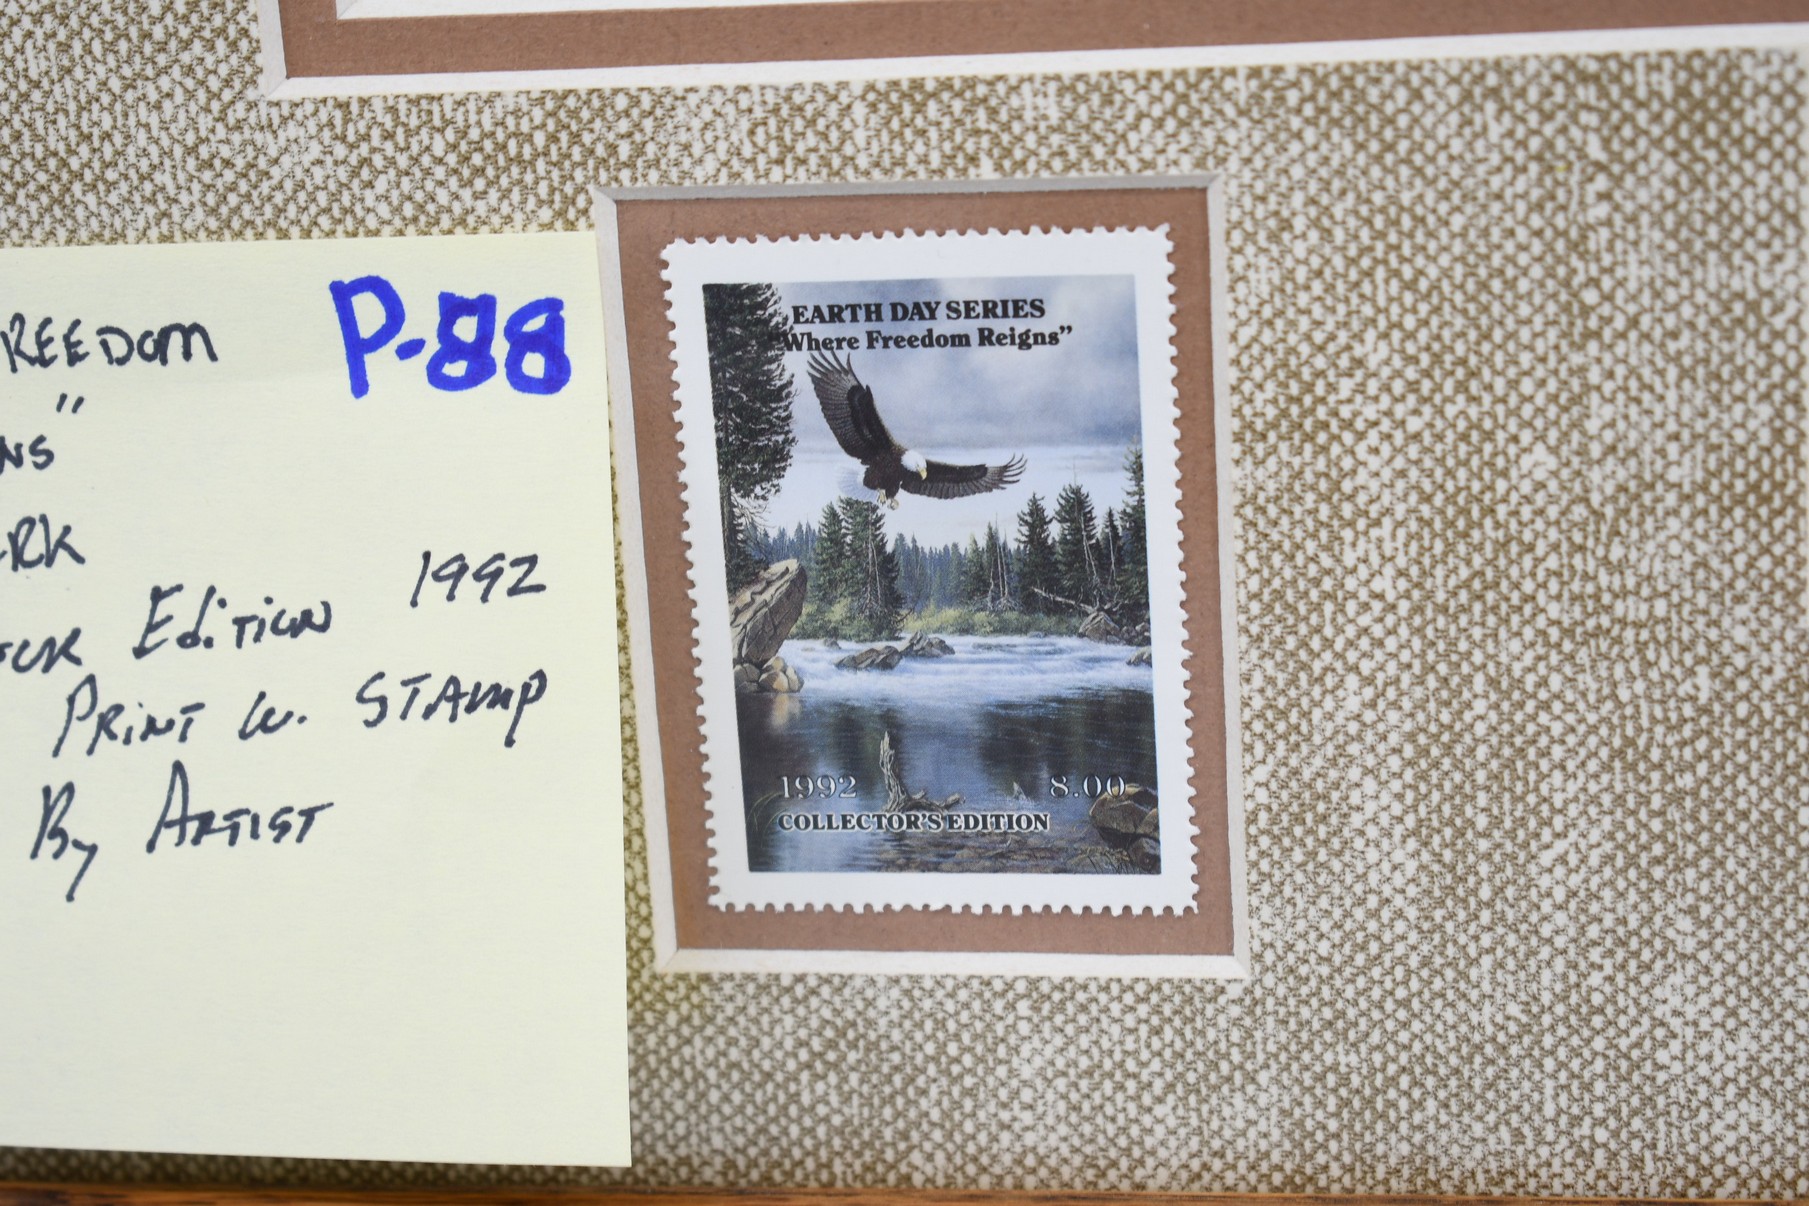 REEDOM
P-88
NS"
RK
Edition 1992
Print w. Stamp
By Artist
EARTH DAY SERIES
Where Freedom Reigns"
1992 8.00
COLLECTOR'S EDITION